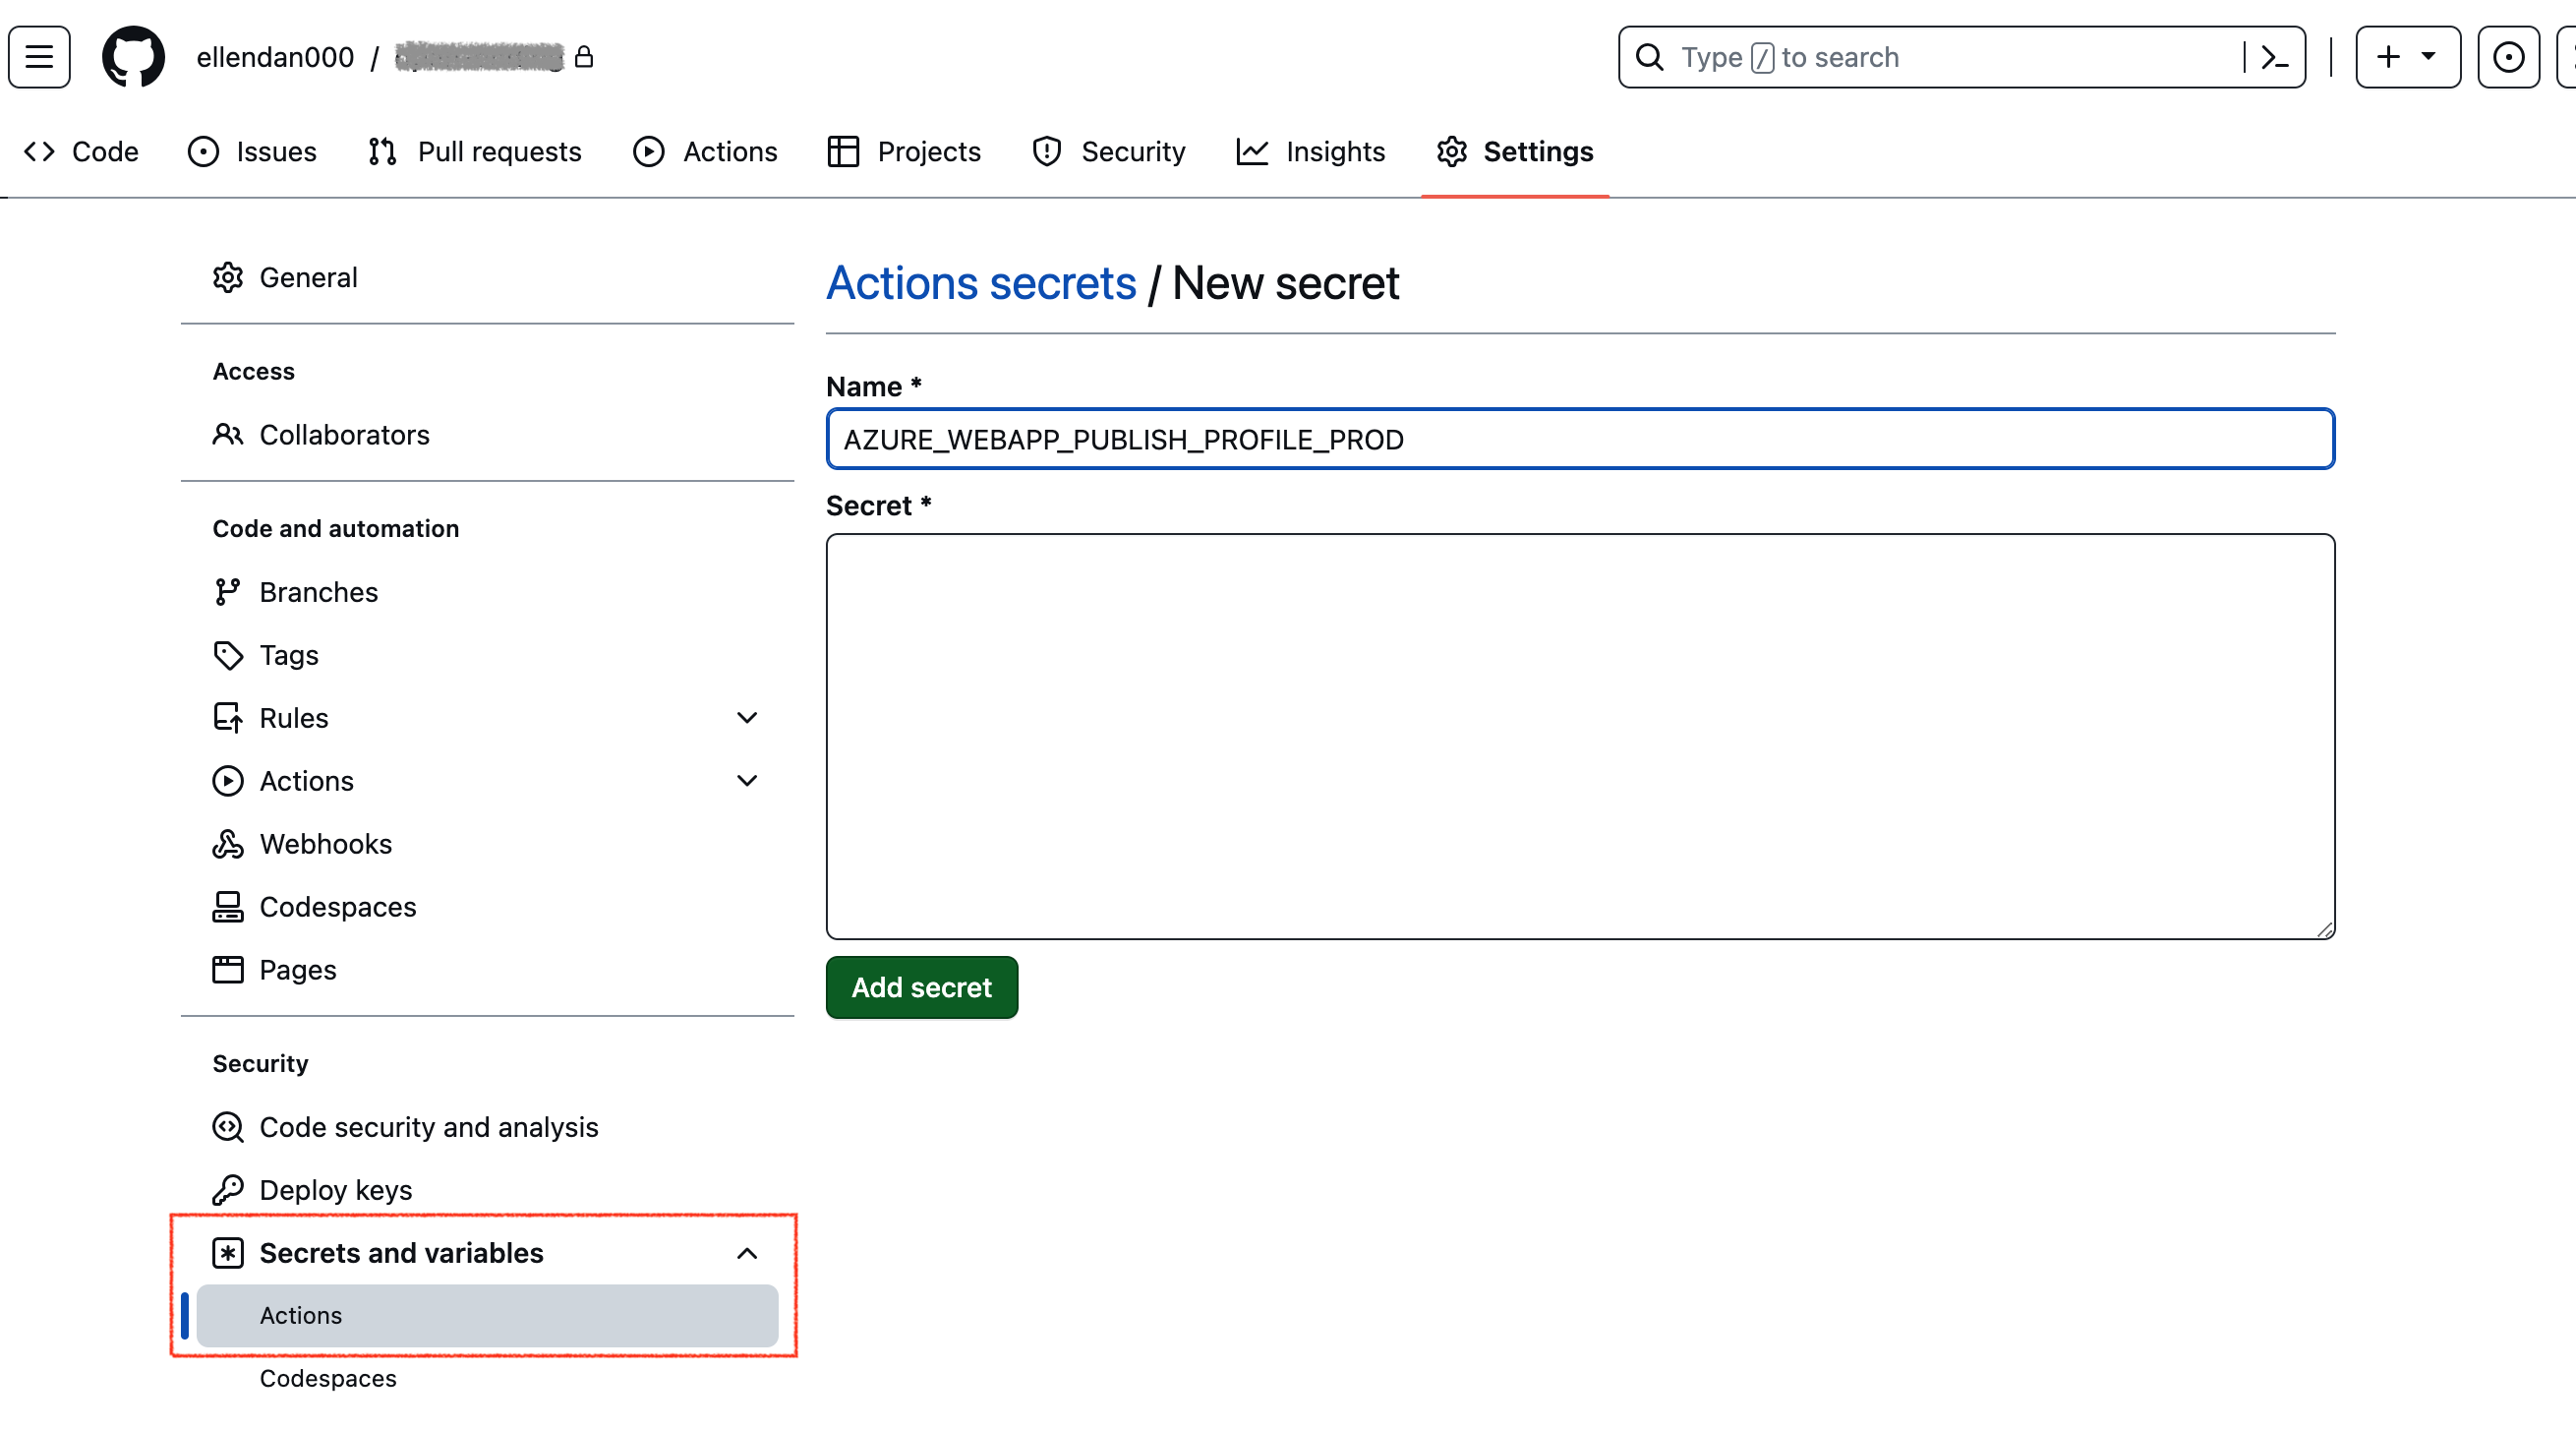 ellendan000 /
Type / to search
Code Issues Pull requests Actions Projects Security Insights Settings
General
Access
Collaborators
Code and automation
Branches
Tags
Rules
Actions
Webhooks
Codespaces
Pages
Security
Code security and analysis
Deploy keys
Secrets and variables
Actions
Codespaces
Actions secrets / New secret
Name *
AZURE_WEBAPP_PUBLISH_PROFILE_PROD
Secret *
Add secret